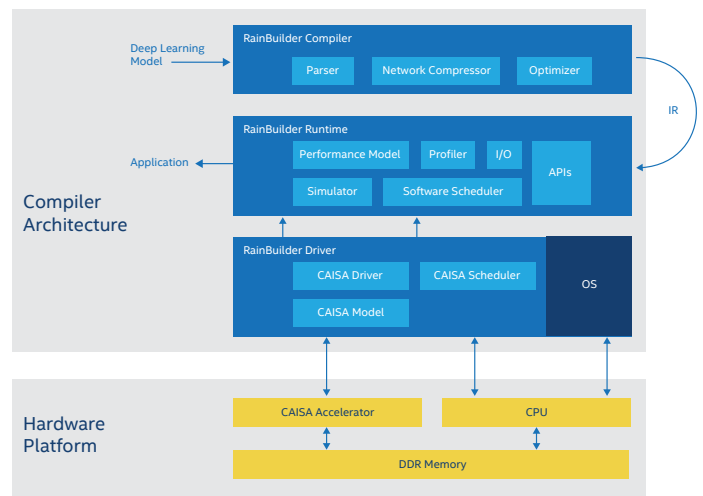 RainBuilder Compiler
Deep Learning
Model
Parser
Network Compressor
Optimizer
IR
RainBuilder Runtime
Application
Performance Model
Profiler
I/O
APIs
Simulator
Software Scheduler
Compiler
Architecture
RainBuilder Driver
CAISA Driver
CAISA Scheduler
OS
CAISA Model
Hardware
Platform
CAISA Accelerator
CPU
DDR Memory